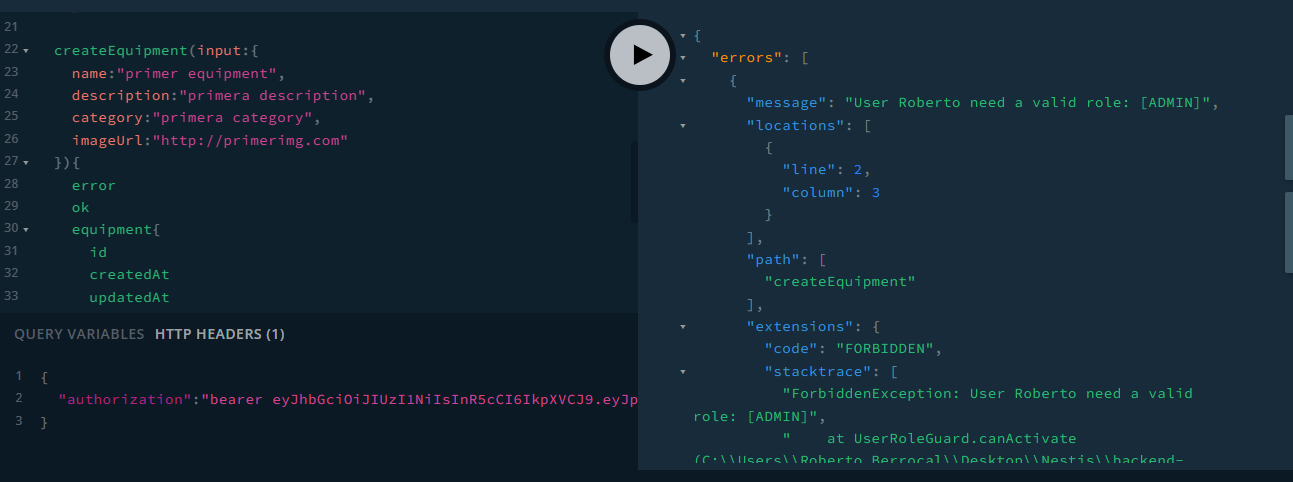 21
22 createEquipment(input:{
23 name:"primer equipment",
24 description:"primera description",
25 category:"primera category",
26 imageUrl:"http://primerimg.com"
27 }){
28 error
29 ok
30 equipment{
31 id
32 createdAt
33 updatedAt
QUERY VARIABLES HTTP HEADERS (1)
1 {
2 "authorization":"bearer eyJhbGciOiJIUzI1NiIsInR5cCI6IkpXVCJ9.eyJp
3 }
{
"errors": [
{
"message": "User Roberto need a valid role: [ADMIN]",
"locations": [
{
"line": 2,
"column": 3
}
],
"path": [
"createEquipment"
],
"extensions": {
"code": "FORBIDDEN",
"stacktrace": [
"ForbiddenException: User Roberto need a valid
role: [ADMIN]",
" at UserRoleGuard.canActivate
(C:\\Users\\Roberto Berrocal\\Desktop\\Nestjs\\backend-